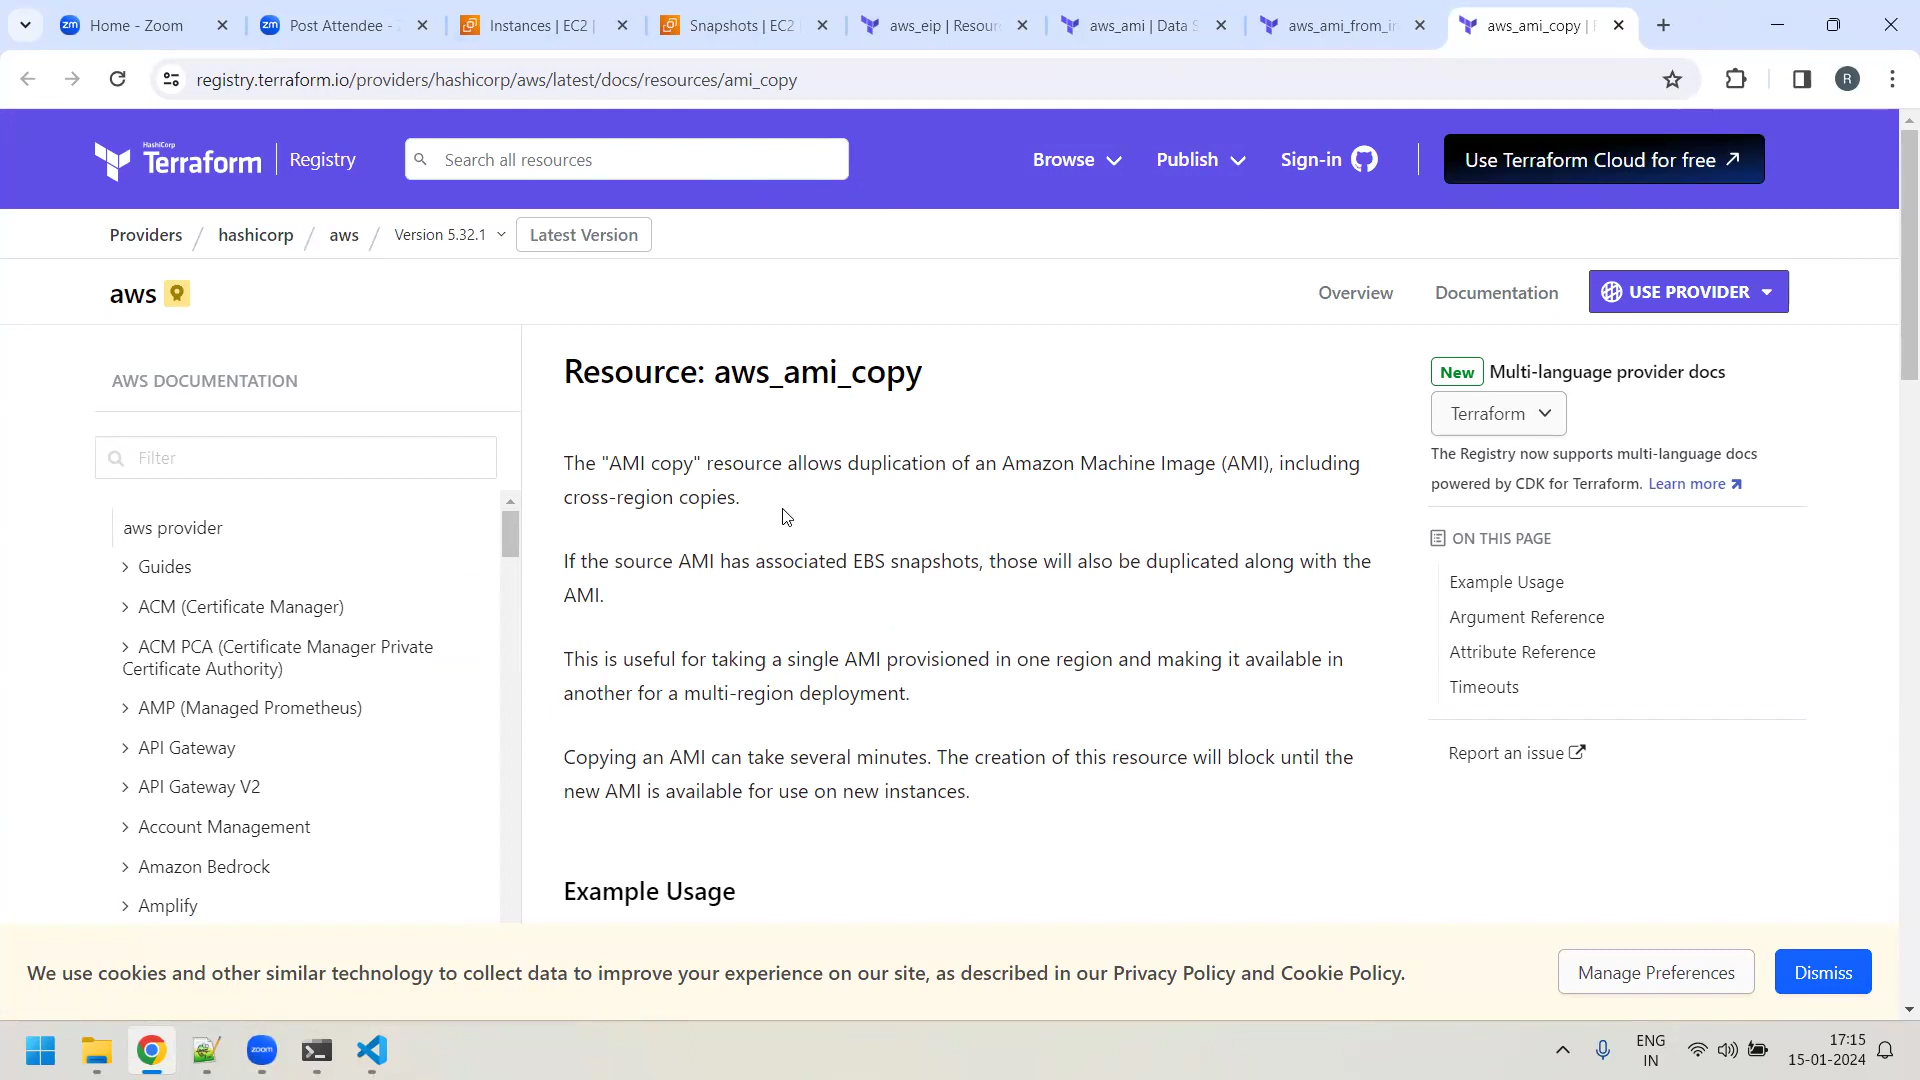 Home - Zoom
Post Attendee - Z
Instances | EC2 |
Snapshots | EC2
aws_eip | Resour
aws_ami | Data S
aws_ami_from_in
aws_ami_copy |
registry.terraform.io/providers/hashicorp/aws/latest/docs/resources/ami_copy
R
HashiCorp
Terraform
Registry
Search all resources
Browse
Publish
Sign-in
Use Terraform Cloud for free
Providers
hashicorp
aws
Version 5.32.1
Latest Version
aws
Overview
Documentation
USE PROVIDER
AWS DOCUMENTATION
Filter
aws provider
Guides
ACM (Certificate Manager)
ACM PCA (Certificate Manager Private
Certificate Authority)
AMP (Managed Prometheus)
API Gateway
API Gateway V2
Account Management
Amazon Bedrock
Amplify
Resource: aws_ami_copy
The "AMI copy" resource allows duplication of an Amazon Machine Image (AMI), including
cross-region copies.
If the source AMI has associated EBS snapshots, those will also be duplicated along with the
AMI.
This is useful for taking a single AMI provisioned in one region and making it available in
another for a multi-region deployment.
Copying an AMI can take several minutes. The creation of this resource will block until the
new AMI is available for use on new instances.
Example Usage
New Multi-language provider docs
Terraform
The Registry now supports multi-language docs
powered by CDK for Terraform. Learn more
ON THIS PAGE
Example Usage
Argument Reference
Attribute Reference
Timeouts
Report an issue
We use cookies and other similar technology to collect data to improve your experience on our site, as described in our Privacy Policy and Cookie Policy.
Manage Preferences
Dismiss
zoom
ENG
IN
17:15
15-01-2024